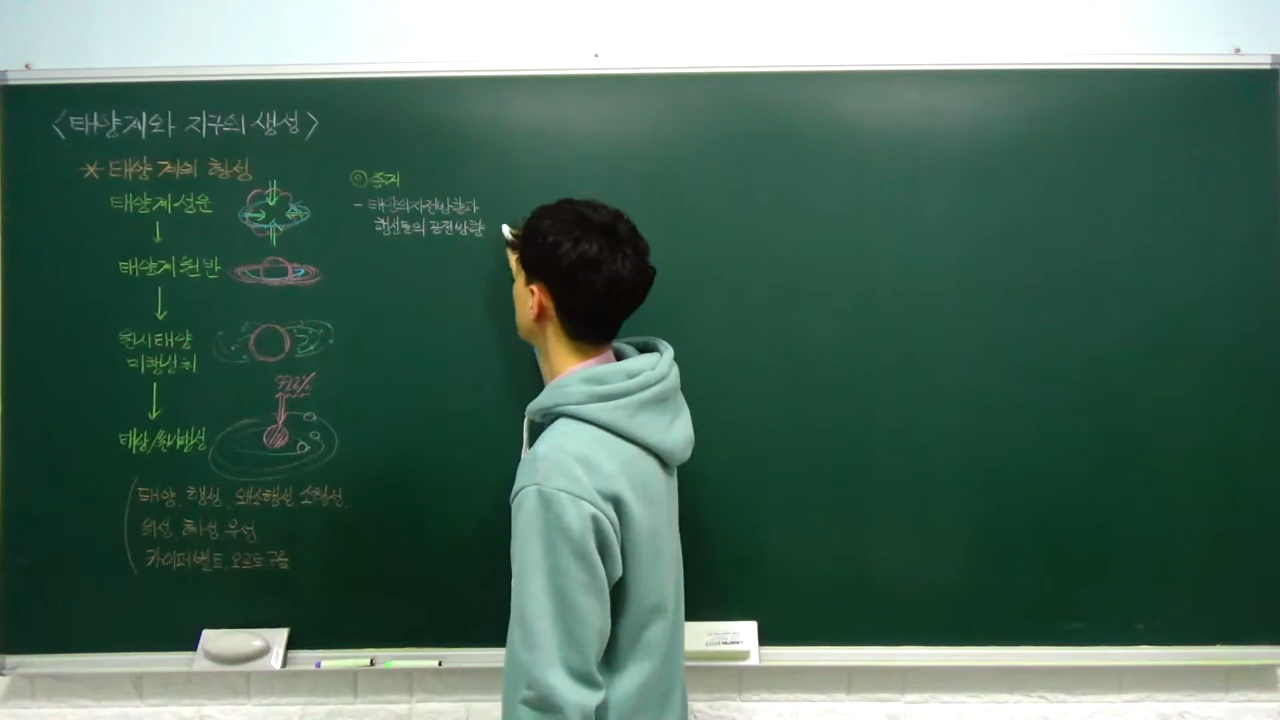 <태양계와 지구의 생성>
* 태양계의 형성
태양계 성운
태양계 원반
원시태양
미행성체
99.8%
태양/원시행성
(태양, 행성, 왜소행성, 소행성,
위성, 혜성, 유성
카이퍼벨트, 오르트구름
◎ 증거
- 태양의 자전방향과
행성들의 공전방향